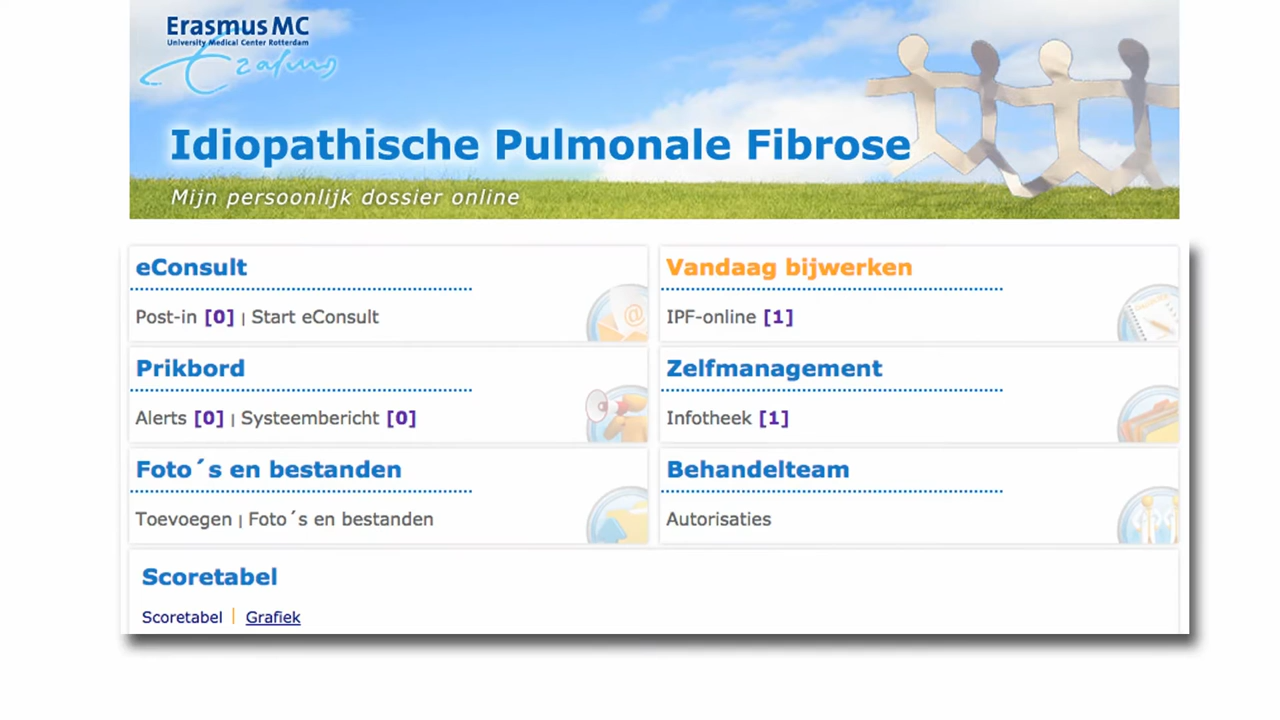 Erasmus MC
University Medical Center Rotterdam
Erasmus
Idiopathische Pulmonale Fibrose
Mijn persoonlijk dossier online
eConsult
Post-in [0] | Start eConsult
Vandaag bijwerken
IPF-online [1]
Prikbord
Alerts [0] | Systeembericht [0]
Zelfmanagement
Infotheek [1]
Foto´s en bestanden
Toevoegen | Foto´s en bestanden
Behandelteam
Autorisaties
Scoretabel
Scoretabel | Grafiek